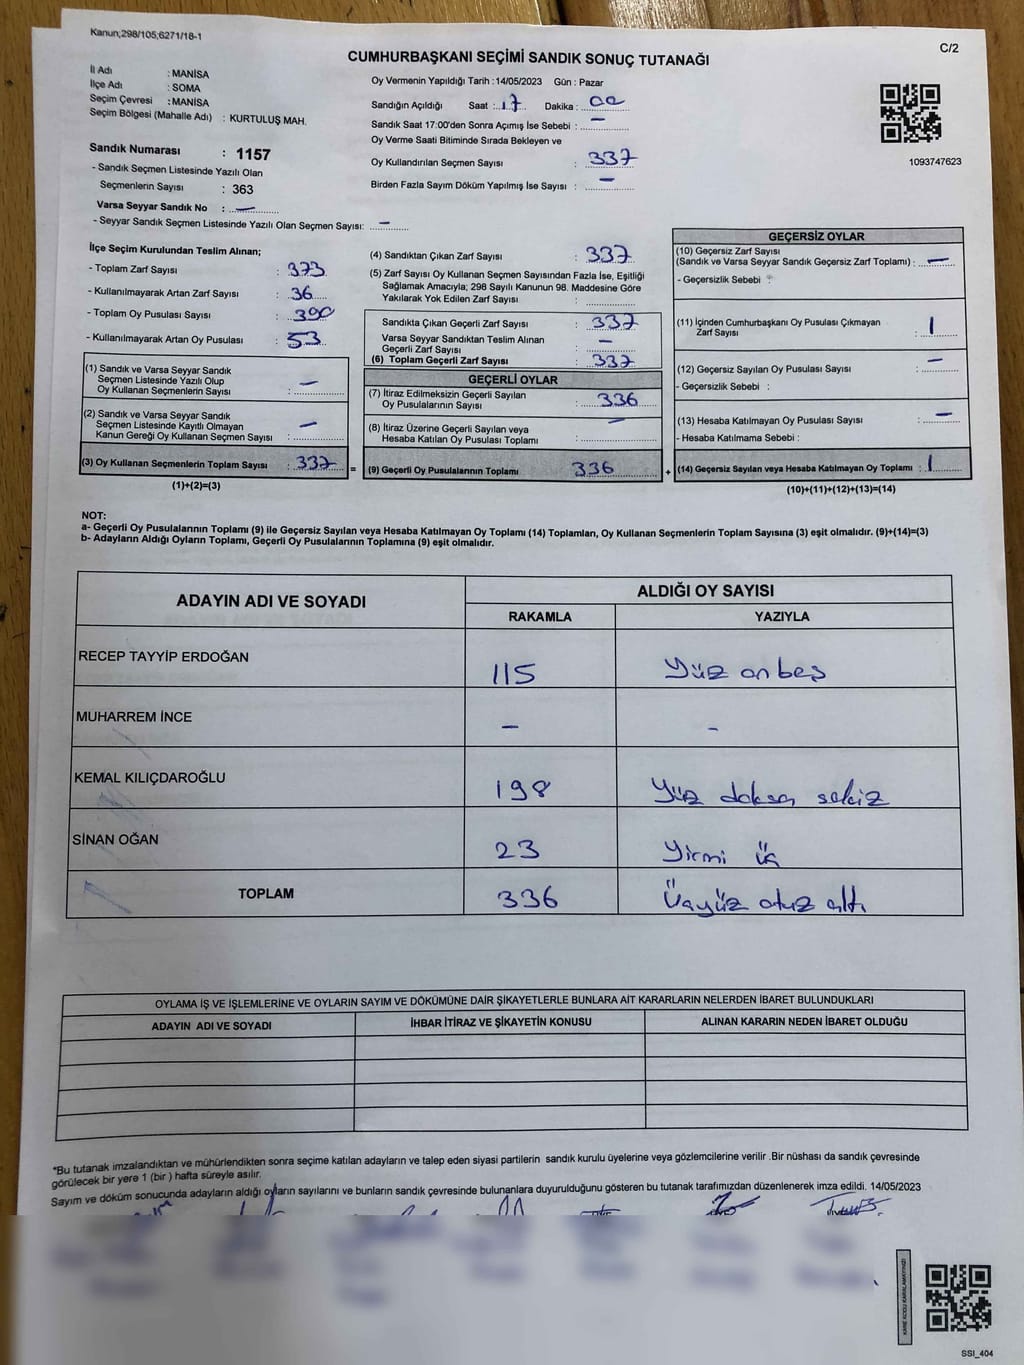 Kanun;298/105;6271/18-1
C/2
CUMHURBAŞKANI SEÇİMİ SANDIK SONUÇ TUTANAĞI
İl Adı : MANİSA
İlçe Adı : SOMA
Seçim Çevresi : MANİSA
Seçim Bölgesi (Mahalle Adı) : KURTULUŞ MAH.
Sandık Numarası : 1157
- Sandık Seçmen Listesinde Yazılı Olan
Seçmenlerin Sayısı : 363
Varsa Seyyar Sandık No : —
- Seyyar Sandık Seçmen Listesinde Yazılı Olan Seçmen Sayısı: —
Oy Vermenin Yapıldığı Tarih : 14/05/2023 Gün : Pazar
Sandığın Açıldığı Saat : 17 Dakika : 00
Sandık Saat 17:00'den Sonra Açımış İse Sebebi : —
Oy Verme Saati Bitiminde Sırada Bekleyen ve
Oy Kullandırılan Seçmen Sayısı : 337
Birden Fazla Sayım Döküm Yapılmış İse Sayısı : —
1093747623
İlçe Seçim Kurulundan Teslim Alınan;
- Toplam Zarf Sayısı : 373
- Kullanılmayarak Artan Zarf Sayısı : 36
- Toplam Oy Pusulası Sayısı : 390
- Kullanılmayarak Artan Oy Pusulası : 53
(1) Sandık ve Varsa Seyyar Sandık
Seçmen Listesinde Yazılı Olup
Oy Kullanan Seçmenlerin Sayısı : —
(2) Sandık ve Varsa Seyyar Sandık
Seçmen Listesinde Kayıtlı Olmayan
Kanun Gereği Oy Kullanan Seçmen Sayısı : —
(3) Oy Kullanan Seçmenlerin Toplam Sayısı : 337
(1)+(2)=(3)
(4) Sandıktan Çıkan Zarf Sayısı : 337
(5) Zarf Sayısı Oy Kullanan Seçmen Sayısından Fazla İse, Eşitliği
Sağlamak Amacıyla; 298 Sayılı Kanunun 98. Maddesine Göre
Yakılarak Yok Edilen Zarf Sayısı :
Sandıkta Çıkan Geçerli Zarf Sayısı : 337
Varsa Seyyar Sandıktan Teslim Alınan
Geçerli Zarf Sayısı : —
(6) Toplam Geçerli Zarf Sayısı : 337
GEÇERLİ OYLAR
(7) İtiraz Edilmeksizin Geçerli Sayılan
Oy Pusulalarının Sayısı : 336
(8) İtiraz Üzerine Geçerli Sayılan veya
Hesaba Katılan Oy Pusulası Toplamı : —
= (9) Geçerli Oy Pusulalarının Toplamı 336
GEÇERSİZ OYLAR
(10) Geçersiz Zarf Sayısı
(Sandık ve Varsa Seyyar Sandık Geçersiz Zarf Toplamı) : —
- Geçersizlik Sebebi :
(11) İçinden Cumhurbaşkanı Oy Pusulası Çıkmayan
Zarf Sayısı : 1
(12) Geçersiz Sayılan Oy Pusulası Sayısı : —
- Geçersizlik Sebebi :
(13) Hesaba Katılmayan Oy Pusulası Sayısı : —
- Hesaba Katılmama Sebebi :
+ (14) Geçersiz Sayılan veya Hesaba Katılmayan Oy Toplamı : 1
(10)+(11)+(12)+(13)=(14)
NOT:
a- Geçerli Oy Pusulalarının Toplamı (9) ile Geçersiz Sayılan veya Hesaba Katılmayan Oy Toplamı (14) Toplamları, Oy Kullanan Seçmenlerin Toplam Sayısına (3) eşit olmalıdır. (9)+(14)=(3)
b- Adayların Aldığı Oyların Toplamı, Geçerli Oy Pusulalarının Toplamına (9) eşit olmalıdır.
ADAYIN ADI VE SOYADI
ALDIĞI OY SAYISI
RAKAMLA YAZIYLA
RECEP TAYYİP ERDOĞAN 115 Yüz onbeş
MUHARREM İNCE — -
KEMAL KILIÇDAROĞLU 198 Yüz doksan sekiz
SİNAN OĞAN 23 Yirmi üç
TOPLAM 336 Üçyüz otuz altı
OYLAMA İŞ VE İŞLEMLERİNE VE OYLARIN SAYIM VE DÖKÜMÜNE DAİR ŞİKAYETLERLE BUNLARA AİT KARARLARIN NELERDEN İBARET BULUNDUKLARI
ADAYIN ADI VE SOYADI İHBAR İTİRAZ VE ŞİKAYETİN KONUSU ALINAN KARARIN NEDEN İBARET OLDUĞU
*Bu tutanak imzalandıktan ve mühürlendikten sonra seçime katılan adayların ve talep eden siyasi partilerin sandık kurulu üyelerine veya gözlemcilerine verilir .Bir nüshası da sandık çevresinde
görülecek bir yere 1 (bir ) hafta süreyle asılır.
Sayım ve döküm sonucunda adayların aldığı oyların sayılarını ve bunların sandık çevresinde bulunanlara duyurulduğunu gösteren bu tutanak tarafımızdan düzenlenerek imza edildi. 14/05/2023
KARE KODU KARALAMAYINIZ!
SSI_404